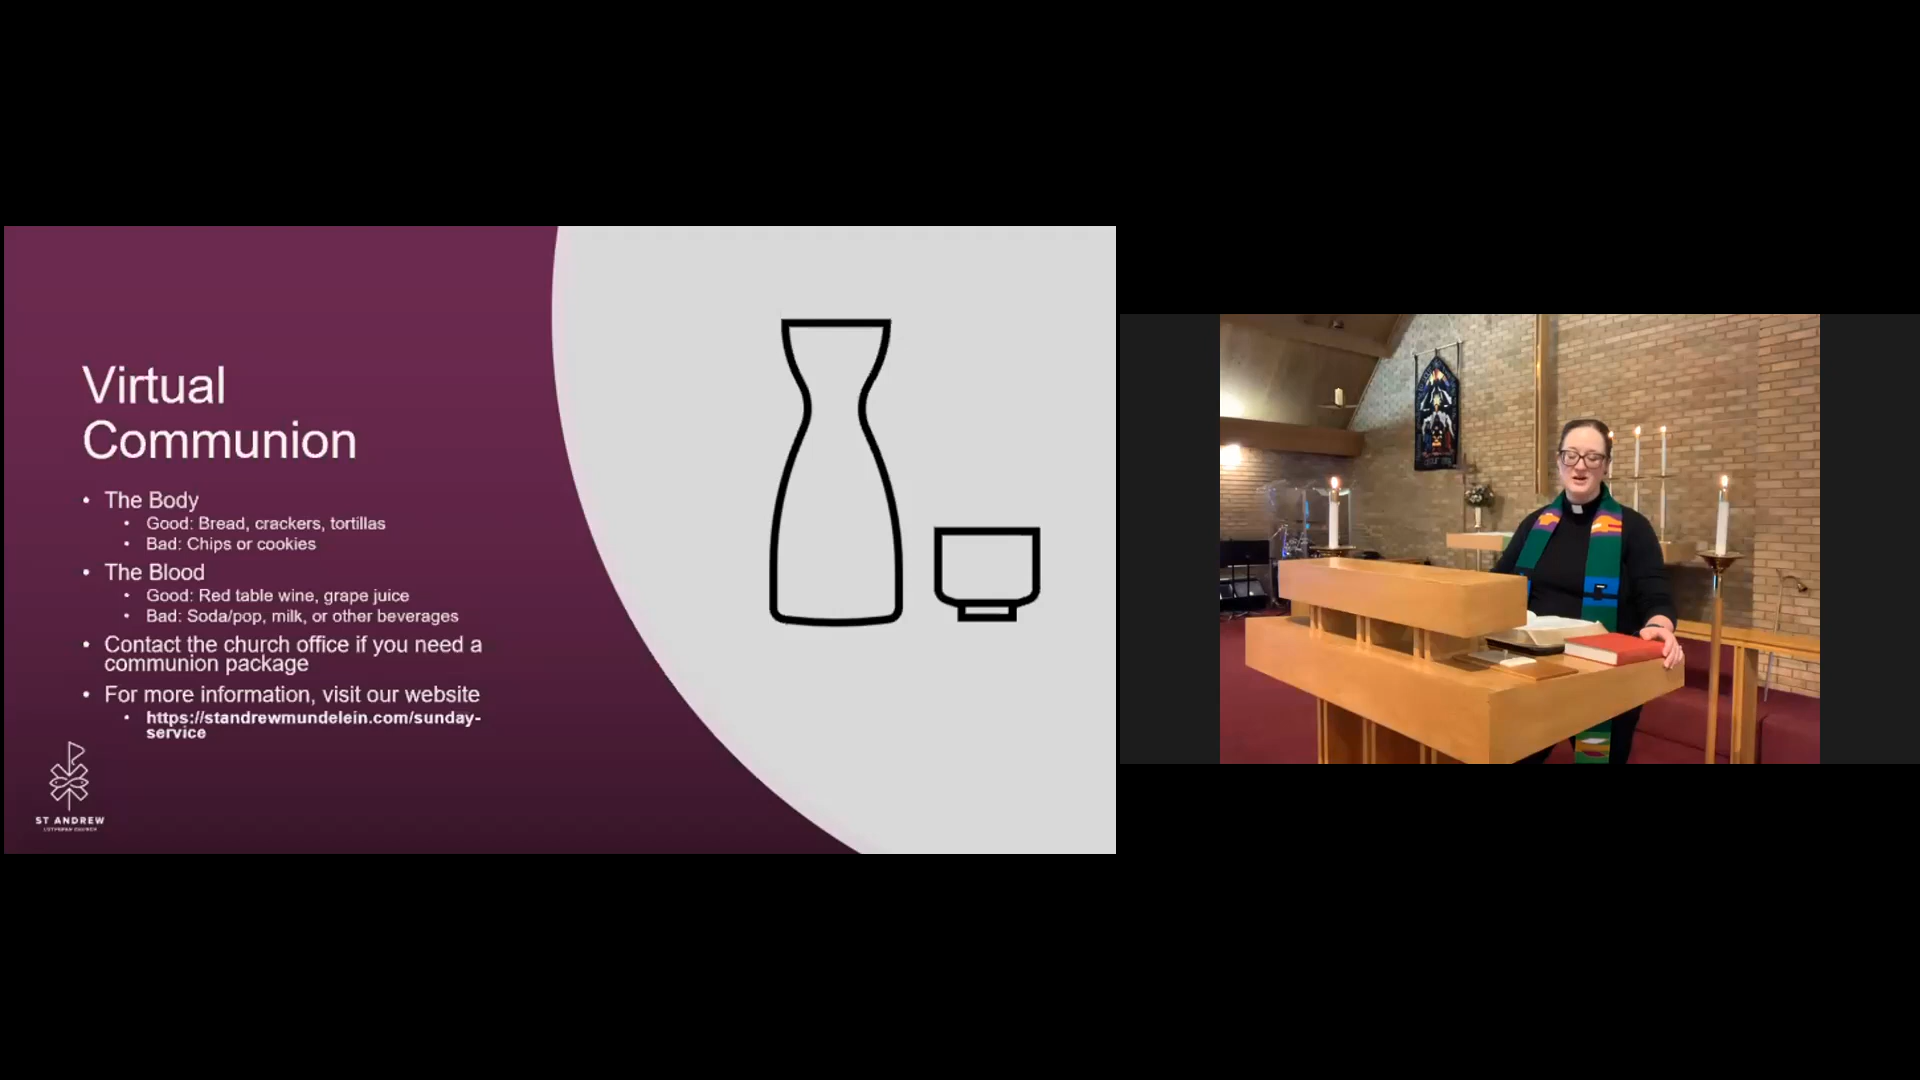 Virtual
Communion
• The Body
• Good: Bread, crackers, tortillas
• Bad: Chips or cookies
• The Blood
• Good: Red table wine, grape juice
• Bad: Soda/pop, milk, or other beverages
• Contact the church office if you need a
communion package
• For more information, visit our website
• https://standrewmundelein.com/sunday-
service
ST ANDREW
LUTHERAN CHURCH